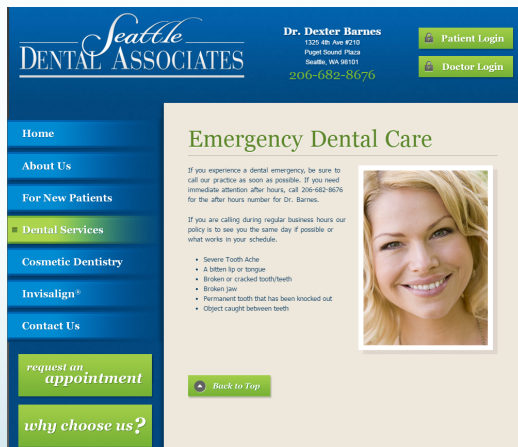 Seattle
DENTAL ASSOCIATES
Dr. Dexter Barnes
1325 4th Ave #210
Puget Sound Plaza
Seattle, WA 98101
206-682-8676
Patient Login
Doctor Login
Home
About Us
For New Patients
Dental Services
Cosmetic Dentistry
Invisalign®
Contact Us
request an
appointment
why choose us?
Emergency Dental Care
If you experience a dental emergency, be sure to
call our practice as soon as possible. If you need
immediate attention after hours, call 206-682-8676
for the after hours number for Dr. Barnes.
If you are calling during regular business hours our
policy is to see you the same day if possible or
what works in your schedule.
• Severe Tooth Ache
• A bitten lip or tongue
• Broken or cracked tooth/teeth
• Broken jaw
• Permanent tooth that has been knocked out
• Object caught between teeth
Back to Top